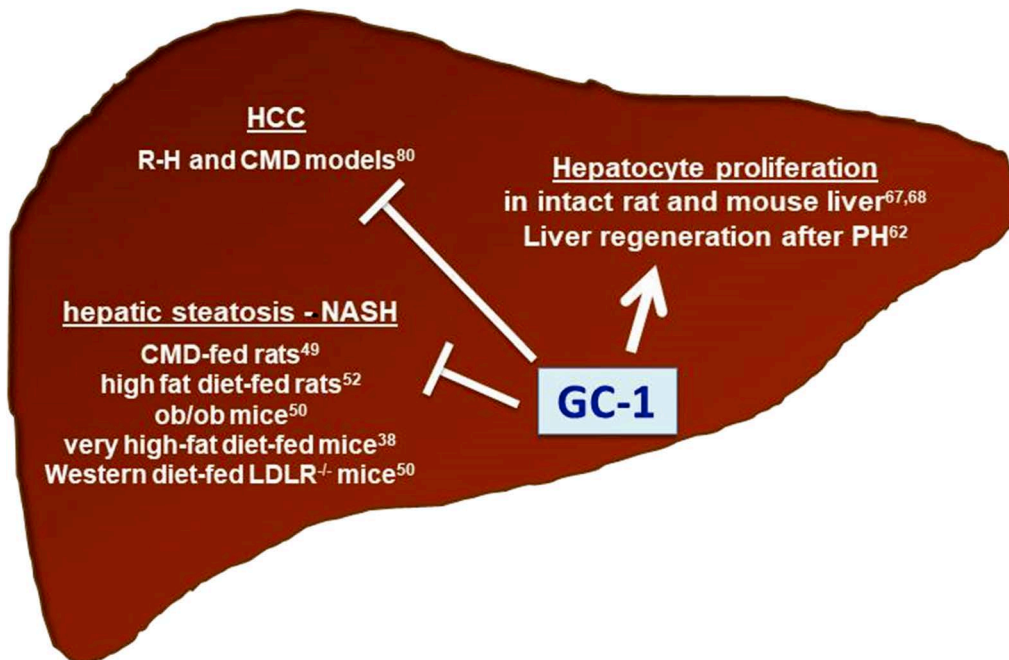 HCC
R-H and CMD models⁸⁰
Hepatocyte proliferation
in intact rat and mouse liver⁶⁷,⁶⁸
Liver regeneration after PH⁶²
hepatic steatosis - NASH
CMD-fed rats⁴⁹
high fat diet-fed rats⁵²
ob/ob mice⁵⁰
very high-fat diet-fed mice³⁸
Western diet-fed LDLR⁻/⁻ mice⁵⁰
GC-1